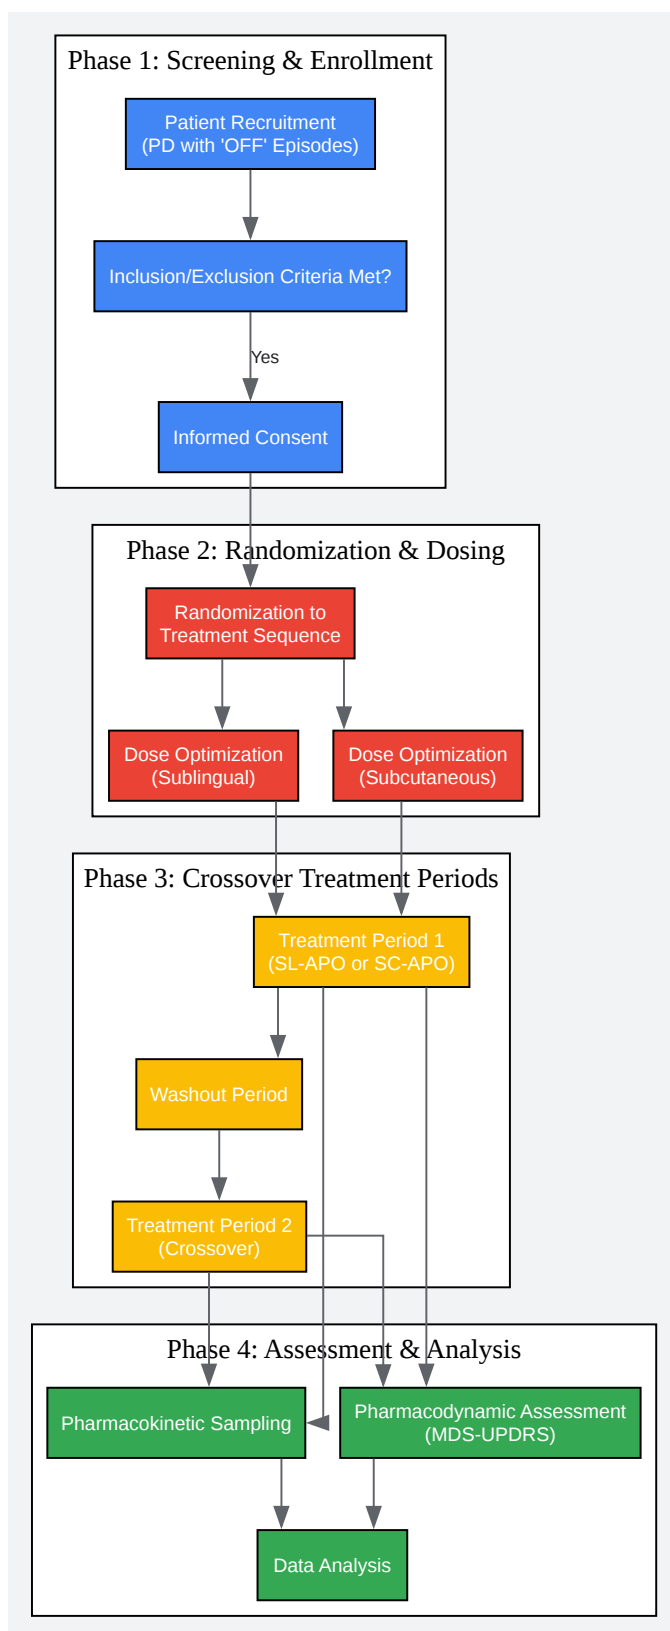 Phase 1: Screening & Enrollment
Patient Recruitment
(PD with 'OFF' Episodes)
Inclusion/Exclusion Criteria Met?
Yes
Informed Consent
Phase 2: Randomization & Dosing
Randomization to
Treatment Sequence
Dose Optimization
(Sublingual)
Dose Optimization
(Subcutaneous)
Phase 3: Crossover Treatment Periods
Treatment Period 1
(SL-APO or SC-APO)
Washout Period
Treatment Period 2
(Crossover)
Phase 4: Assessment & Analysis
Pharmacokinetic Sampling
Pharmacodynamic Assessment
(MDS-UPDRS)
Data Analysis